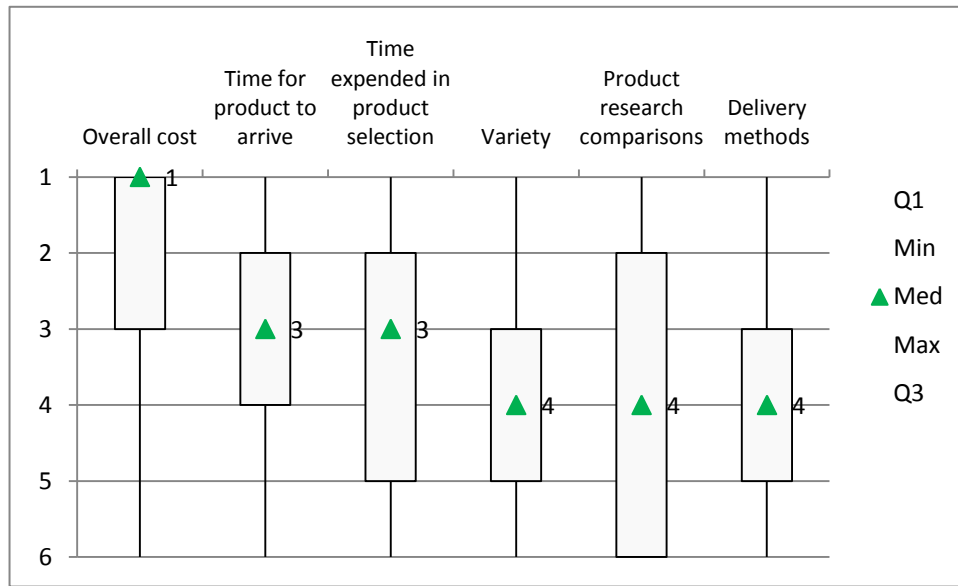 Overall cost
Time for
product to
arrive
Time
expended in
product
selection
Variety
Product
research
comparisons
Delivery
methods
1
2
3
4
5
6
1
3
3
4
4
4
Q1
Min
Med
Max
Q3